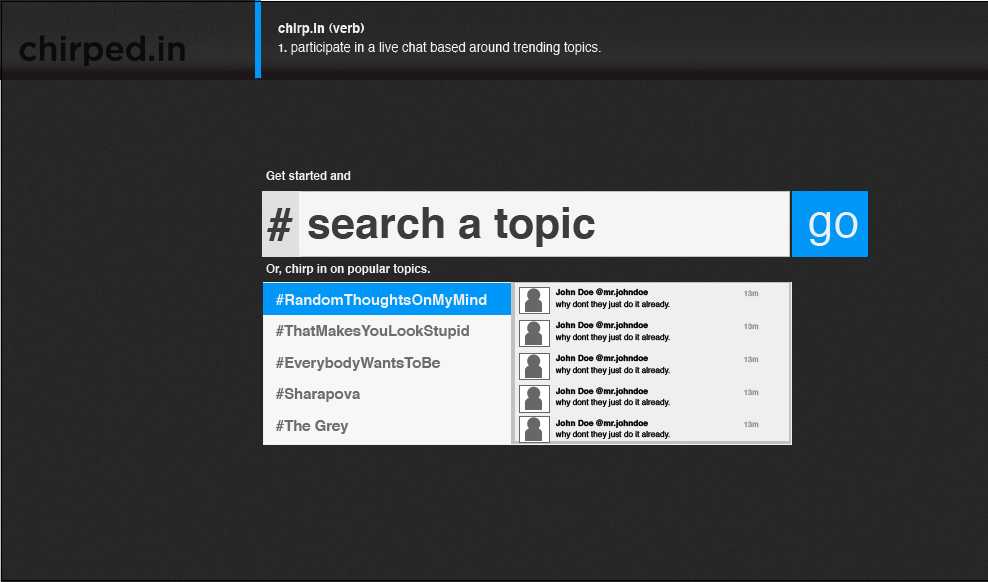 chirped.in
chirp.in (verb)
1. participate in a live chat based around trending topics.
Get started and
# search a topic
go
Or, chirp in on popular topics.
#RandomThoughtsOnMyMind
#ThatMakesYouLookStupid
#EverybodyWantsToBe
#Sharapova
#The Grey
John Doe @mr.johndoe 13m
why dont they just do it already.
John Doe @mr.johndoe 13m
why dont they just do it already.
John Doe @mr.johndoe 13m
why dont they just do it already.
John Doe @mr.johndoe 13m
why dont they just do it already.
John Doe @mr.johndoe 13m
why dont they just do it already.